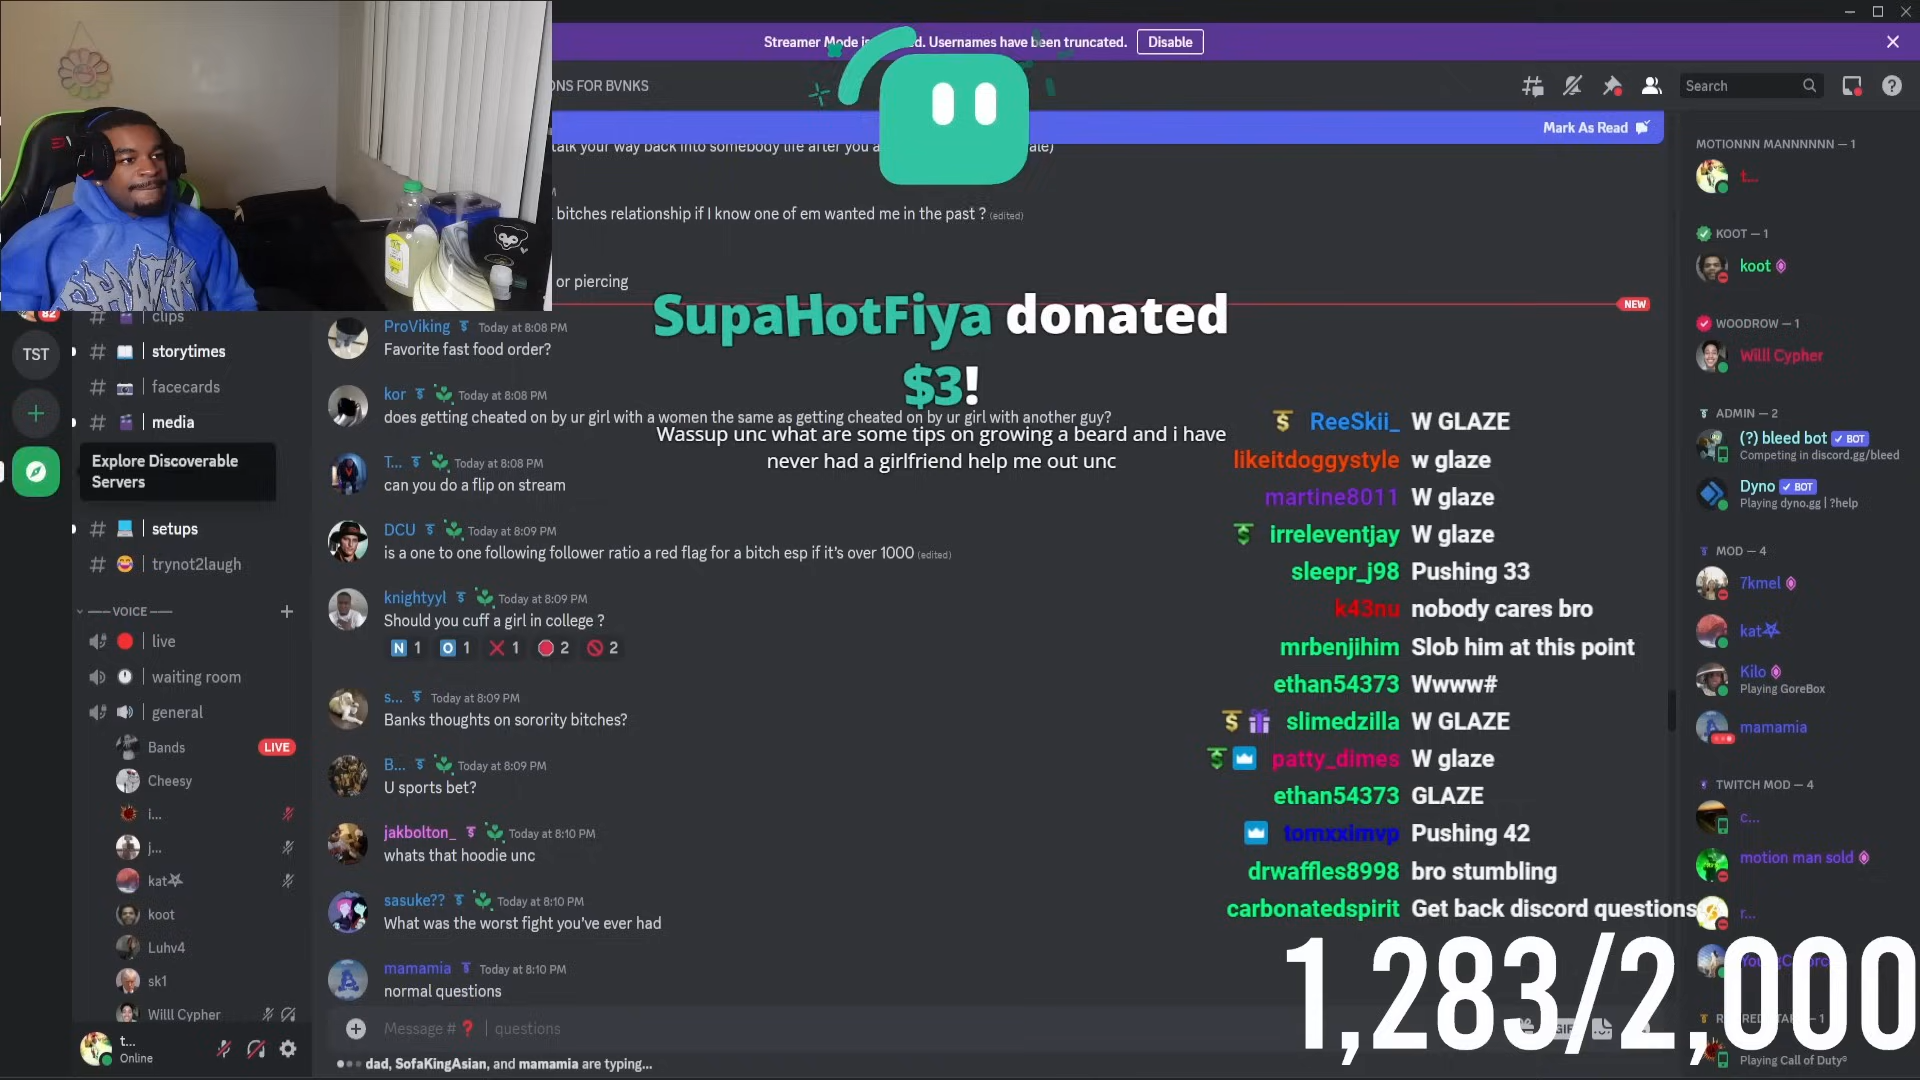 Streamer Mode is
d. Usernames have been truncated.
Disable
ONS FOR BVNKS
Search
Mark As Read
talk your way back into somebody life after you a
ale)
bitches relationship if I know one of em wanted me in the past ? (edited)
or piercing
NEW
SupaHotFiya donated
$3!
Wassup unc what are some tips on growing a beard and i have
never had a girlfriend help me out unc
82
TST
# | clips
# | storytimes
# | facecards
# | media
Explore Discoverable
Servers
# | setups
# | trynot2laugh
VOICE
| live
| waiting room
| general
Bands LIVE
Cheesy
i...
j...
kat
koot
Luhv4
sk1
Willl Cypher
t...
Online
ProViking Today at 8:08 PM
Favorite fast food order?
kor Today at 8:08 PM
does getting cheated on by ur girl with a women the same as getting cheated on by ur girl with another guy?
T... Today at 8:08 PM
can you do a flip on stream
DCU Today at 8:09 PM
is a one to one following follower ratio a red flag for a bitch esp if it's over 1000 (edited)
knightyyl Today at 8:09 PM
Should you cuff a girl in college ?
N 1 O 1 1 2 2
s... Today at 8:09 PM
Banks thoughts on sorority bitches?
B... Today at 8:09 PM
U sports bet?
jakbolton_ Today at 8:10 PM
whats that hoodie unc
sasuke?? Today at 8:10 PM
What was the worst fight you've ever had
mamamia Today at 8:10 PM
normal questions
Message # ❓ | questions
dad, SofaKingAsian, and mamamia are typing...
ReeSkii_ W GLAZE
likeitdoggystyle w glaze
martine8011 W glaze
irreleventjay W glaze
sleepr_j98 Pushing 33
k43nu nobody cares bro
mrbenjihim Slob him at this point
ethan54373 Wwww#
slimedzilla W GLAZE
patty_dimes W glaze
ethan54373 GLAZE
tomxximvp Pushing 42
drwaffles8998 bro stumbling
carbonatedspirit Get back discord questions
1,283/2,000
MOTIONNN MANNNNNN — 1
t...
KOOT — 1
koot
WOODROW — 1
Willl Cypher
ADMIN — 2
(?) bleed bot BOT
Competing in discord.gg/bleed
Dyno BOT
Playing dyno.gg | ?help
MOD — 4
7kmel
kat
Kilo
Playing GoreBox
mamamia
TWITCH MOD — 4
c...
motion man sold
r...
Playing Call of Duty®